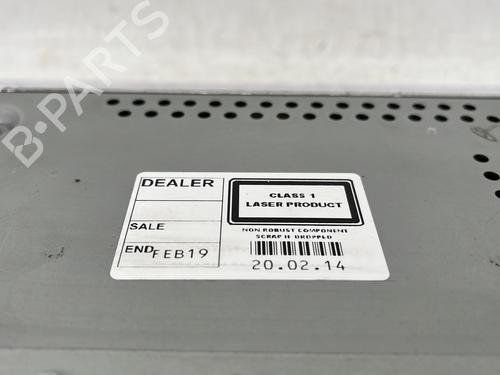 B-PARTS
DEALER
SALE
END FEB19
CLASS 1
LASER PRODUCT
NON ROBUST COMPONENT
SCRAP IF DROPPED
20.02.14